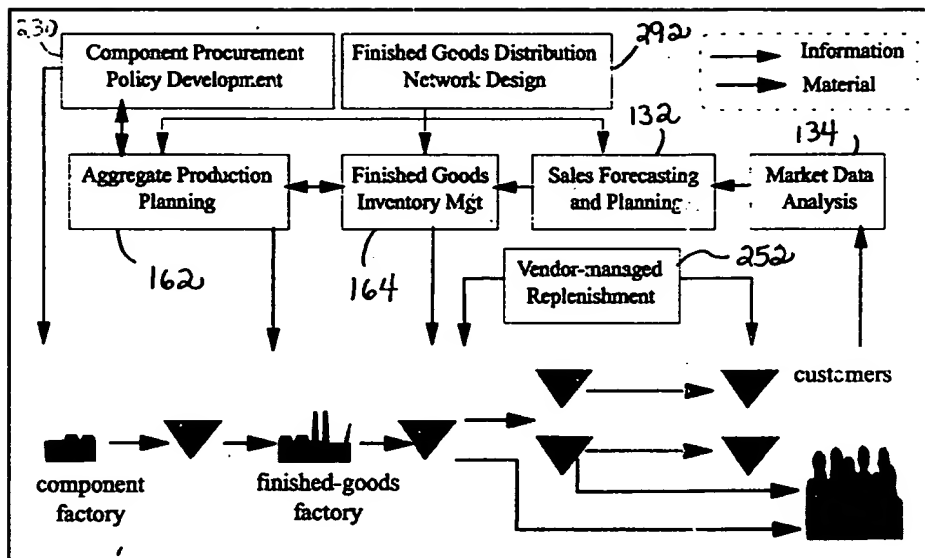 230
Component Procurement
Policy Development
Finished Goods Distribution
Network Design
292
Information
Material
132
134
Aggregate Production
Planning
Finished Goods
Inventory Mgt
Sales Forecasting
and Planning
Market Data
Analysis
162
164
Vendor-managed
Replenishment
252
customers
component
factory
finished-goods
factory